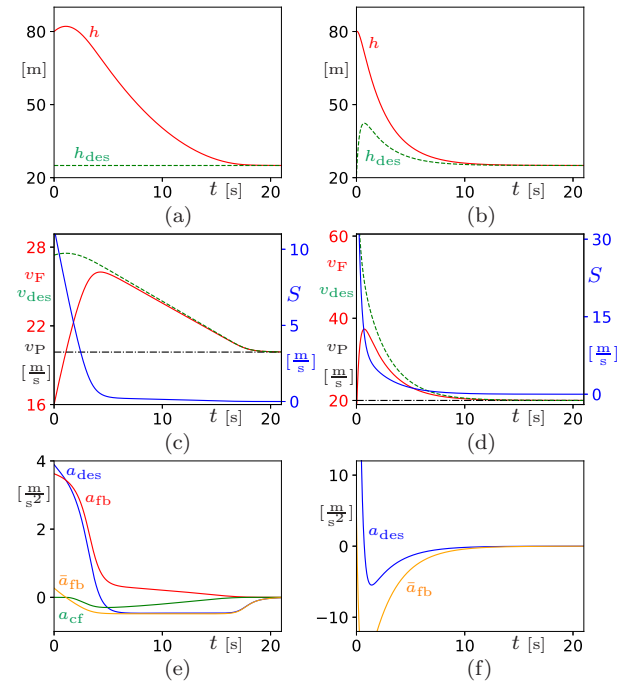 80
h
[m]
50
h_des
20
0
10
20
t [s]
(a)
80
h
[m]
50
h_des
20
0
10
20
t [s]
(b)
28
v_F
v_des
22
v_P
[m/s]
16
10
S
5
[m/s]
0
0
10
20
t [s]
(c)
60
v_F
v_des
40
v_P
[m/s]
20
30
S
15
[m/s]
0
0
10
20
t [s]
(d)
4
[m/s2]
a_des
a_fb
2
ā_fb
0
a_cf
0
10
20
t [s]
(e)
10
[m/s2]
a_des
0
ā_fb
−10
0
10
20
t [s]
(f)